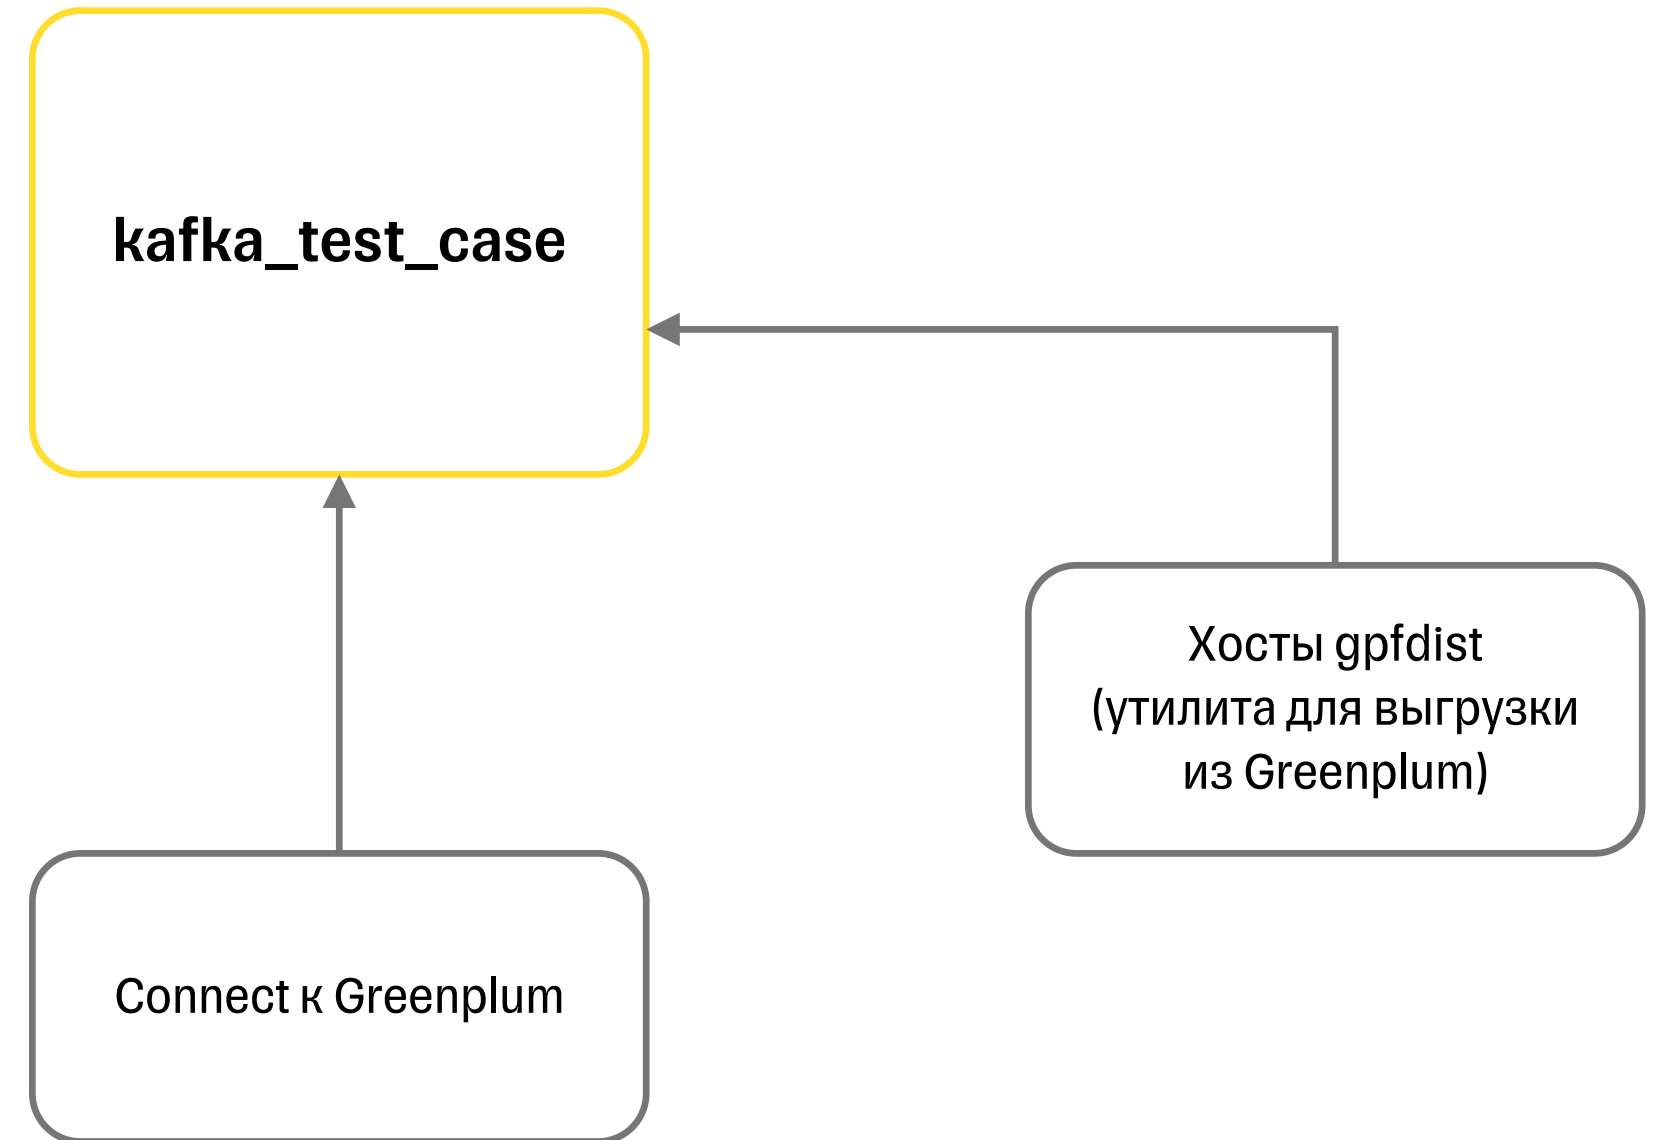 kafka_test_case
Хосты gpfdist
(утилита для выгрузки
из Greenplum)
Connect к Greenplum